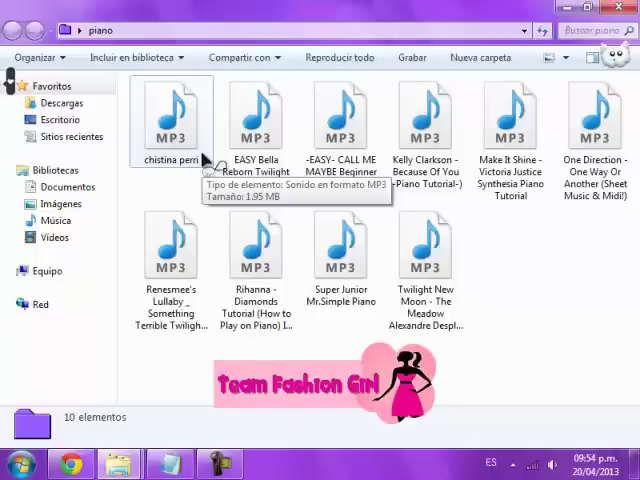 piano
Buscar piano
Organizar
Incluir en biblioteca
Compartir con
Reproducir todo
Grabar
Nueva carpeta
Favoritos
Descargas
Escritorio
Sitios recientes
Bibliotecas
Documentos
Imágenes
Música
Vídeos
Equipo
Red
MP3
MP3
MP3
MP3
MP3
MP3
chistina perri
EASY Bella
Reborn Twilight
-EASY- CALL ME
MAYBE Beginner
Kelly Clarkson -
Because Of You
-Piano Tutorial-)
Make It Shine -
Victoria Justice
Synthesia Piano
Tutorial
One Direction -
One Way Or
Another (Sheet
Music & Midi!)
Tipo de elemento: Sonido en formato MP3
Tamaño: 1.95 MB
MP3
MP3
MP3
MP3
Renesmee's
Lullaby _
Something
Terrible Twiligh...
Rihanna -
Diamonds
Tutorial (How to
Play on Piano) I...
Super Junior
Mr.Simple Piano
Twilight New
Moon - The
Meadow
Alexandre Despl...
Team Fashion Girl
10 elementos
ES
09:54 p.m.
20/04/2013